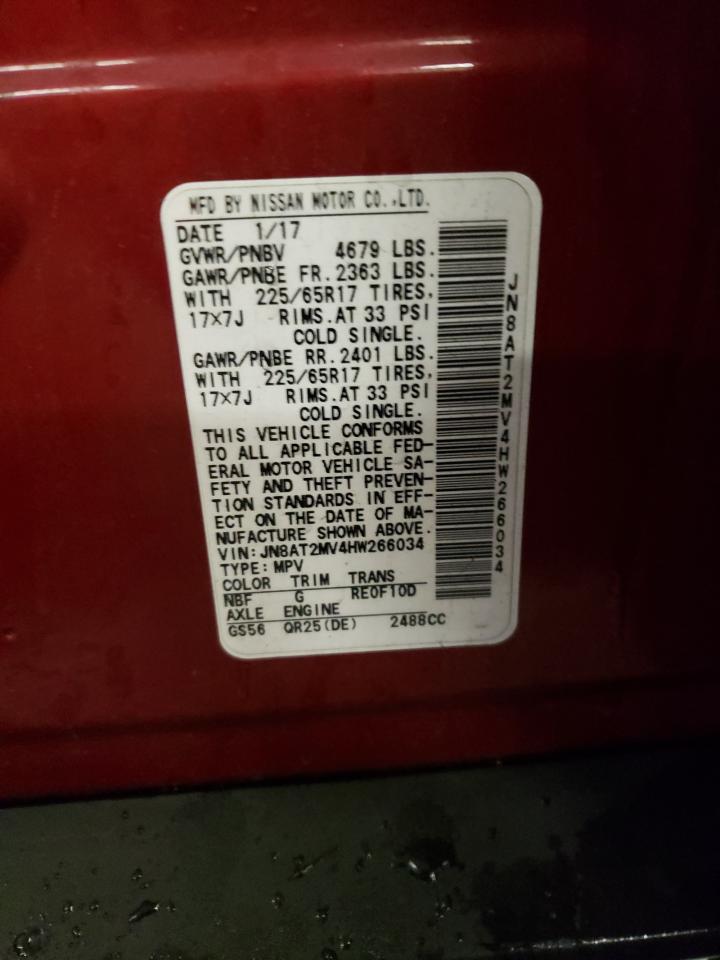 MFD BY NISSAN MOTOR CO.,LTD.
DATE 1/17
GVWR/PNBV 4679 LBS.
GAWR/PNBE FR.2363 LBS.
WITH 225/65R17 TIRES,
17×7J RIMS.AT 33 PSI
COLD SINGLE.
GAWR/PNBE RR.2401 LBS.
WITH 225/65R17 TIRES,
17×7J RIMS.AT 33 PSI
COLD SINGLE.
THIS VEHICLE CONFORMS
TO ALL APPLICABLE FED-
ERAL MOTOR VEHICLE SA-
FETY AND THEFT PREVEN-
TION STANDARDS IN EFF-
ECT ON THE DATE OF MA-
NUFACTURE SHOWN ABOVE.
VIN:JN8AT2MV4HW266034
TYPE:MPV
COLOR TRIM TRANS
NBF G RE0F10D
AXLE ENGINE
GS56 QR25(DE) 2488CC
JN8AT2MV4HW266034